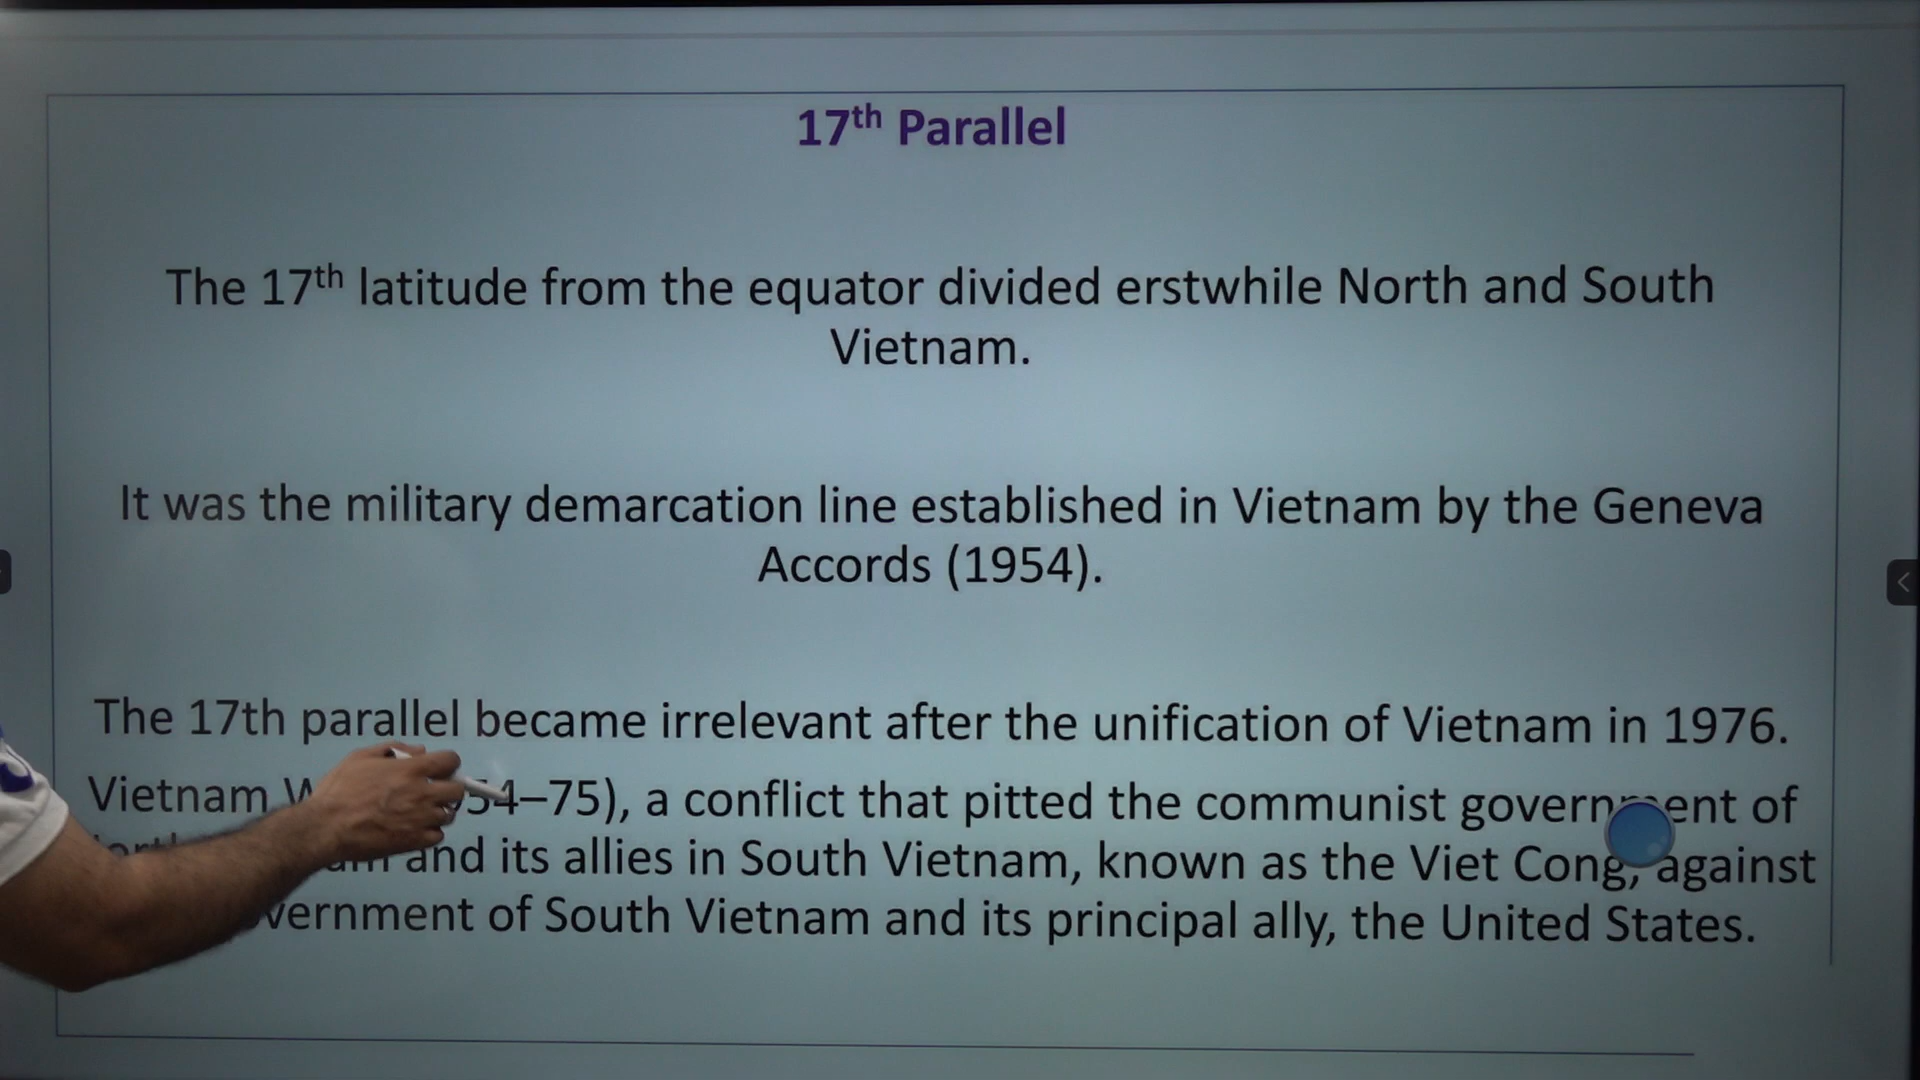 17th Parallel
The 17th latitude from the equator divided erstwhile North and South
Vietnam.
It was the military demarcation line established in Vietnam by the Geneva
Accords (1954).
The 17th parallel became irrelevant after the unification of Vietnam in 1976.
Vietnam 54–75), a conflict that pitted the communist government of
and its allies in South Vietnam, known as the Viet Cong, against
of South Vietnam and its principal ally, the United States.